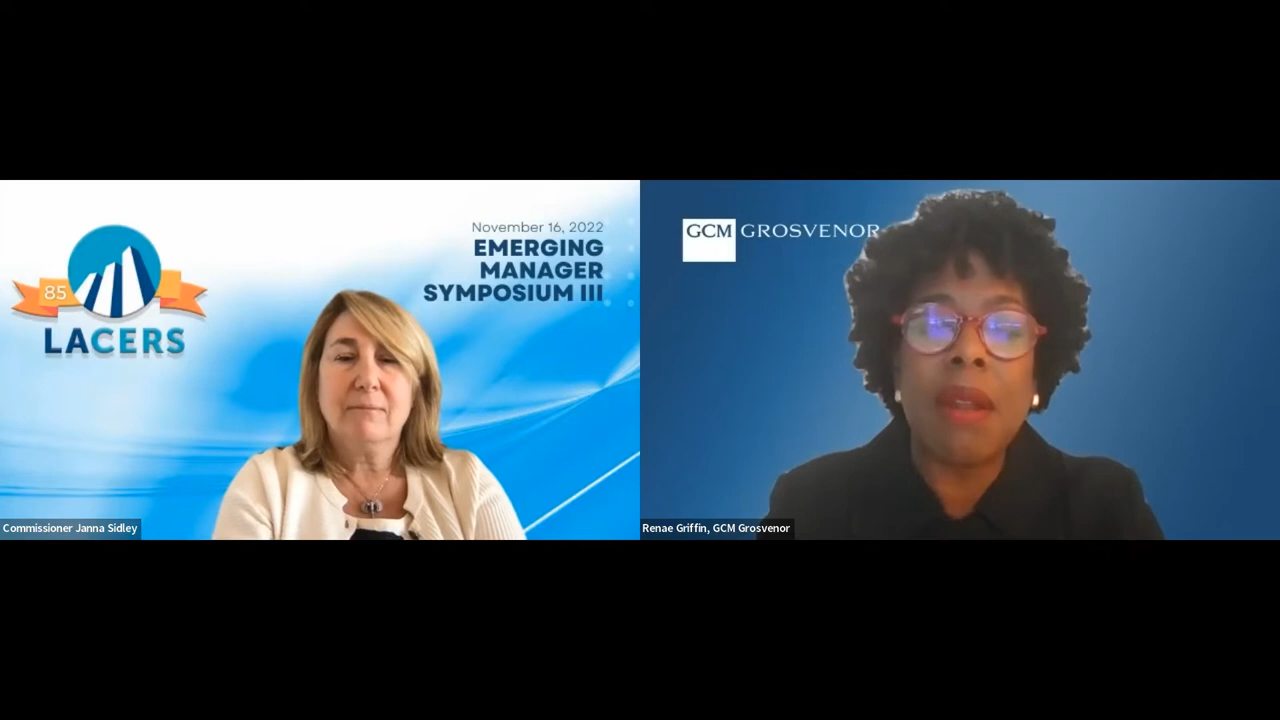 November 16, 2022
EMERGING
MANAGER
SYMPOSIUM III
85
LACERS
Commissioner Janna Sidley
GCM GROSVENOR
Renae Griffin, GCM Grosvenor